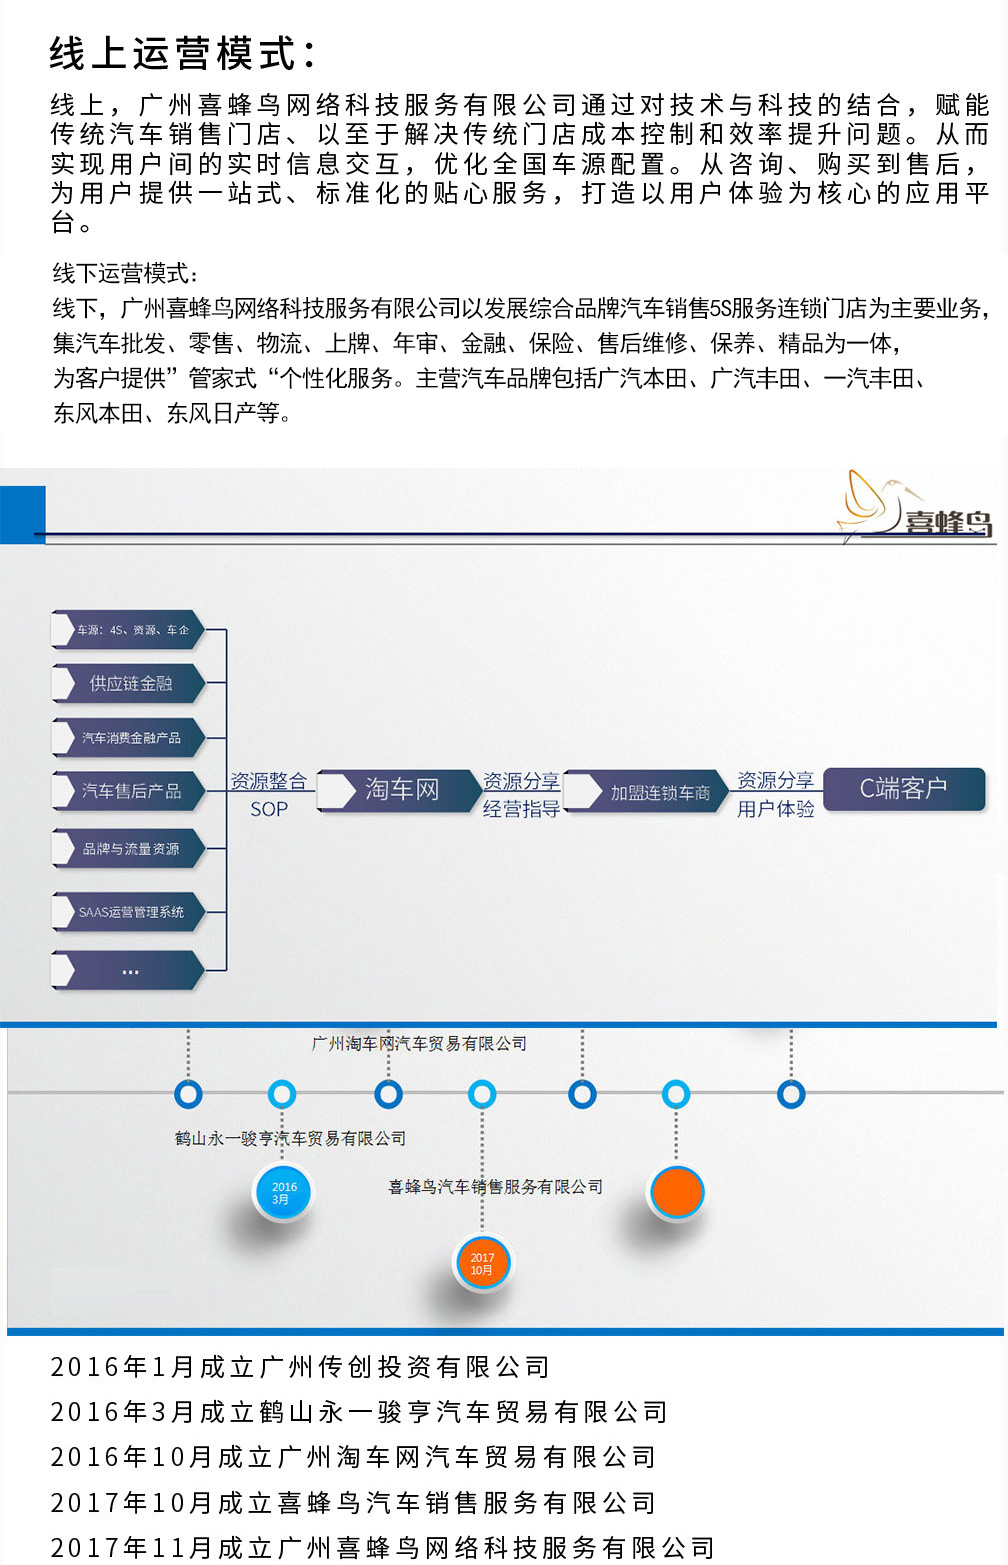 线上运营模式：
线上，广州喜蜂鸟网络科技服务有限公司通过对技术与科技的结合，赋能
传统汽车销售门店、以至于解决传统门店成本控制和效率提升问题。从而
实现用户间的实时信息交互，优化全国车源配置。从咨询、购买到售后，
为用户提供一站式、标准化的贴心服务，打造以用户体验为核心的应用平
台。
线下运营模式：
线下，广州喜蜂鸟网络科技服务有限公司以发展综合品牌汽车销售5S服务连锁门店为主要业务，
集汽车批发、零售、物流、上牌、年审、金融、保险、售后维修、保养、精品为一体，
为客户提供”管家式“个性化服务。主营汽车品牌包括广汽本田、广汽丰田、一汽丰田、
东风本田、东风日产等。
喜蜂鸟
车源：4S、资源、车企
供应链金融
汽车消费金融产品
汽车售后产品
品牌与流量资源
SAAS运营管理系统
...
资源整合
SOP
淘车网
资源分享
经营指导
加盟连锁车商
资源分享
用户体验
C端客户
广州淘车网汽车贸易有限公司
鹤山永一骏亨汽车贸易有限公司
2016
3月
喜蜂鸟汽车销售服务有限公司
2017
10月
2016年1月成立广州传创投资有限公司
2016年3月成立鹤山永一骏亨汽车贸易有限公司
2016年10月成立广州淘车网汽车贸易有限公司
2017年10月成立喜蜂鸟汽车销售服务有限公司
2017年11月成立广州喜蜂鸟网络科技服务有限公司